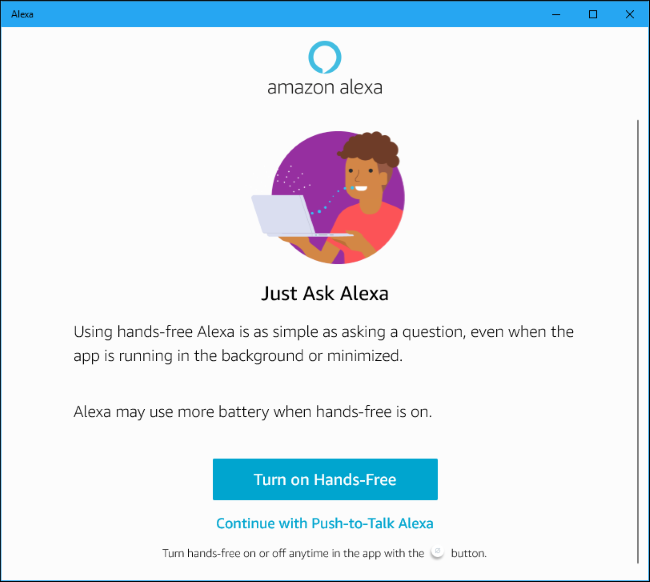 Alexa
amazon alexa
Just Ask Alexa
Using hands-free Alexa is as simple as asking a question, even when the
app is running in the background or minimized.
Alexa may use more battery when hands-free is on.
Turn on Hands-Free
Continue with Push-to-Talk Alexa
Turn hands-free on or off anytime in the app with the button.